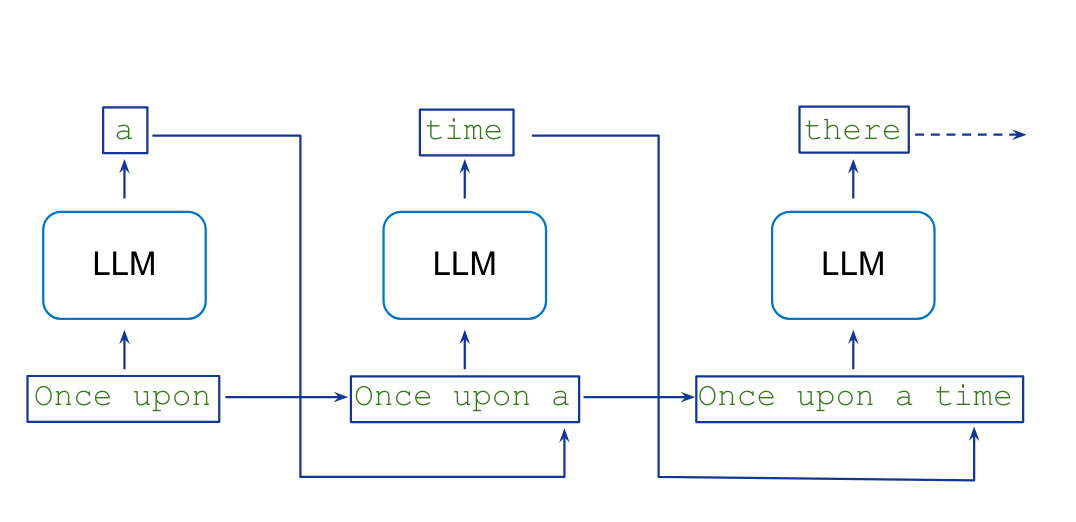 a
time
there
LLM
LLM
LLM
Once upon
Once upon a
Once upon a time